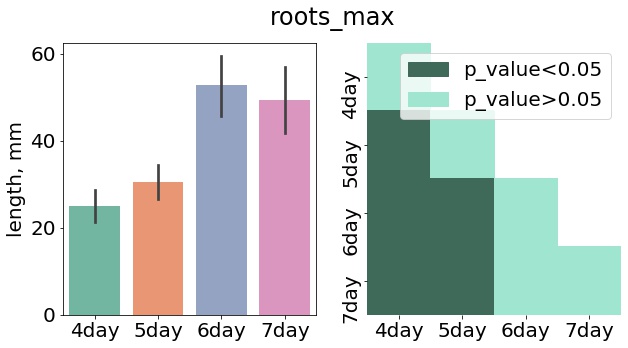 roots_max
length, mm
60
40
20
0
4day 5day 6day 7day
p_value<0.05
p_value>0.05
4day
5day
6day
7day
4day 5day 6day 7day